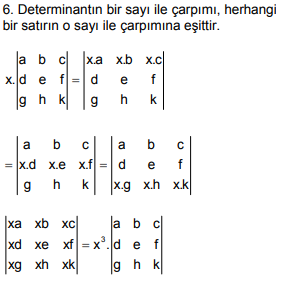 6. Determinantın bir sayı ile çarpımı, herhangi
bir satırın o sayı ile çarpımına eşittir.
|a b c| |x.a x.b x.c|
x.|d e f| = |d e f|
|g h k| |g h k|
|a b c| |a b c|
= |x.d x.e x.f| = |d e f|
|g h k| |x.g x.h x.k|
|xa xb xc| |a b c|
|xd xe xf| = x³.|d e f|
|xg xh xk| |g h k|